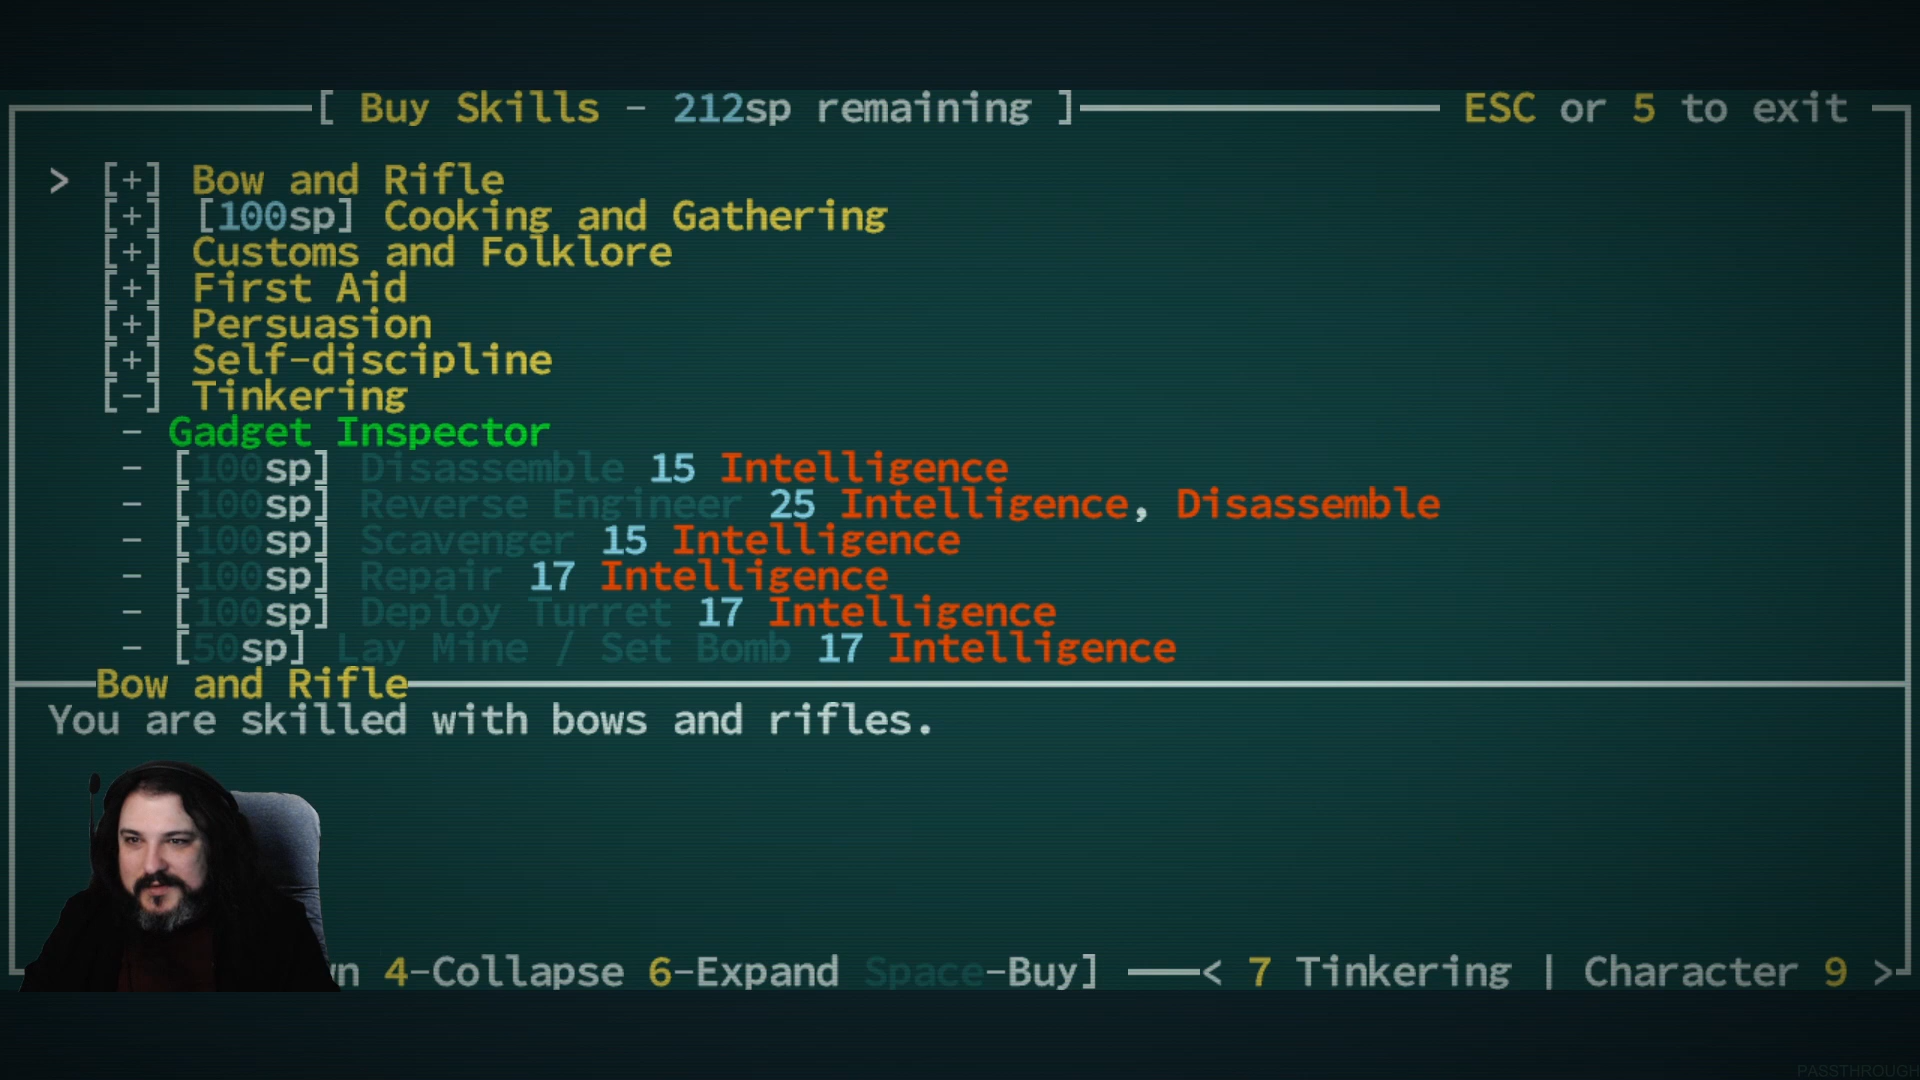 [ Buy Skills - 212sp remaining ] ESC or 5 to exit
> [+] Bow and Rifle
[+] [100sp] Cooking and Gathering
[+] Customs and Folklore
[+] First Aid
[+] Persuasion
[+] Self-discipline
[-] Tinkering
- Gadget Inspector
- [100sp] Disassemble 15 Intelligence
- [100sp] Reverse Engineer 25 Intelligence, Disassemble
- [100sp] Scavenger 15 Intelligence
- [100sp] Repair 17 Intelligence
- [100sp] Deploy Turret 17 Intelligence
- [50sp] Lay Mine / Set Bomb 17 Intelligence
Bow and Rifle
You are skilled with bows and rifles.
4-Collapse 6-Expand Space-Buy] < 7 Tinkering | Character 9 >
PASSTHROUGH